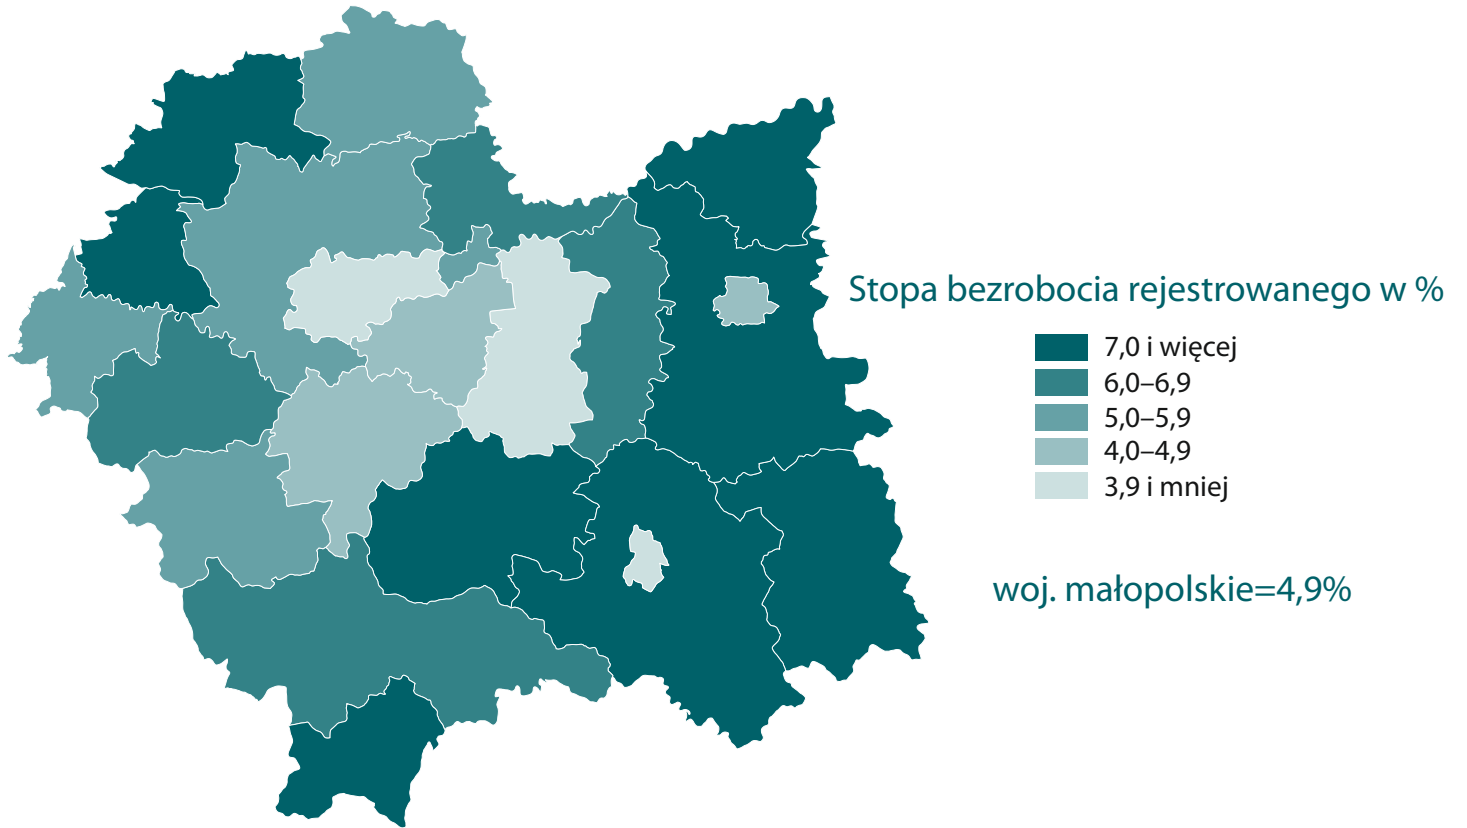 Stopa bezrobocia rejestrowanego w %
7,0 i więcej
6,0–6,9
5,0–5,9
4,0–4,9
3,9 i mniej
woj. małopolskie=4,9%